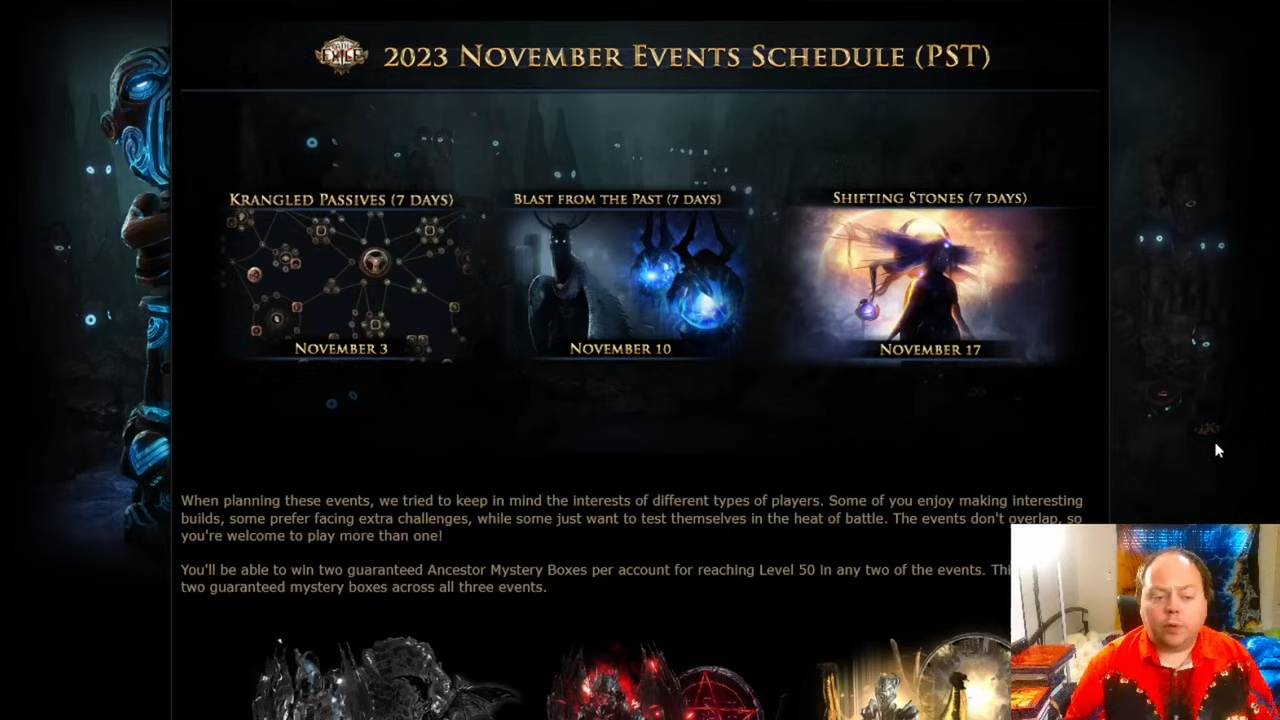 PATH OF EXILE
2023 NOVEMBER EVENTS SCHEDULE (PST)
KRANGLED PASSIVES (7 DAYS)
BLAST FROM THE PAST (7 DAYS)
SHIFTING STONES (7 DAYS)
NOVEMBER 3
NOVEMBER 10
NOVEMBER 17
When planning these events, we tried to keep in mind the interests of different types of players. Some of you enjoy making interesting
builds, some prefer facing extra challenges, while some just want to test themselves in the heat of battle. The events don't overlap, so
you're welcome to play more than one!
You'll be able to win two guaranteed Ancestor Mystery Boxes per account for reaching Level 50 in any two of the events.
two guaranteed mystery boxes across all three events.